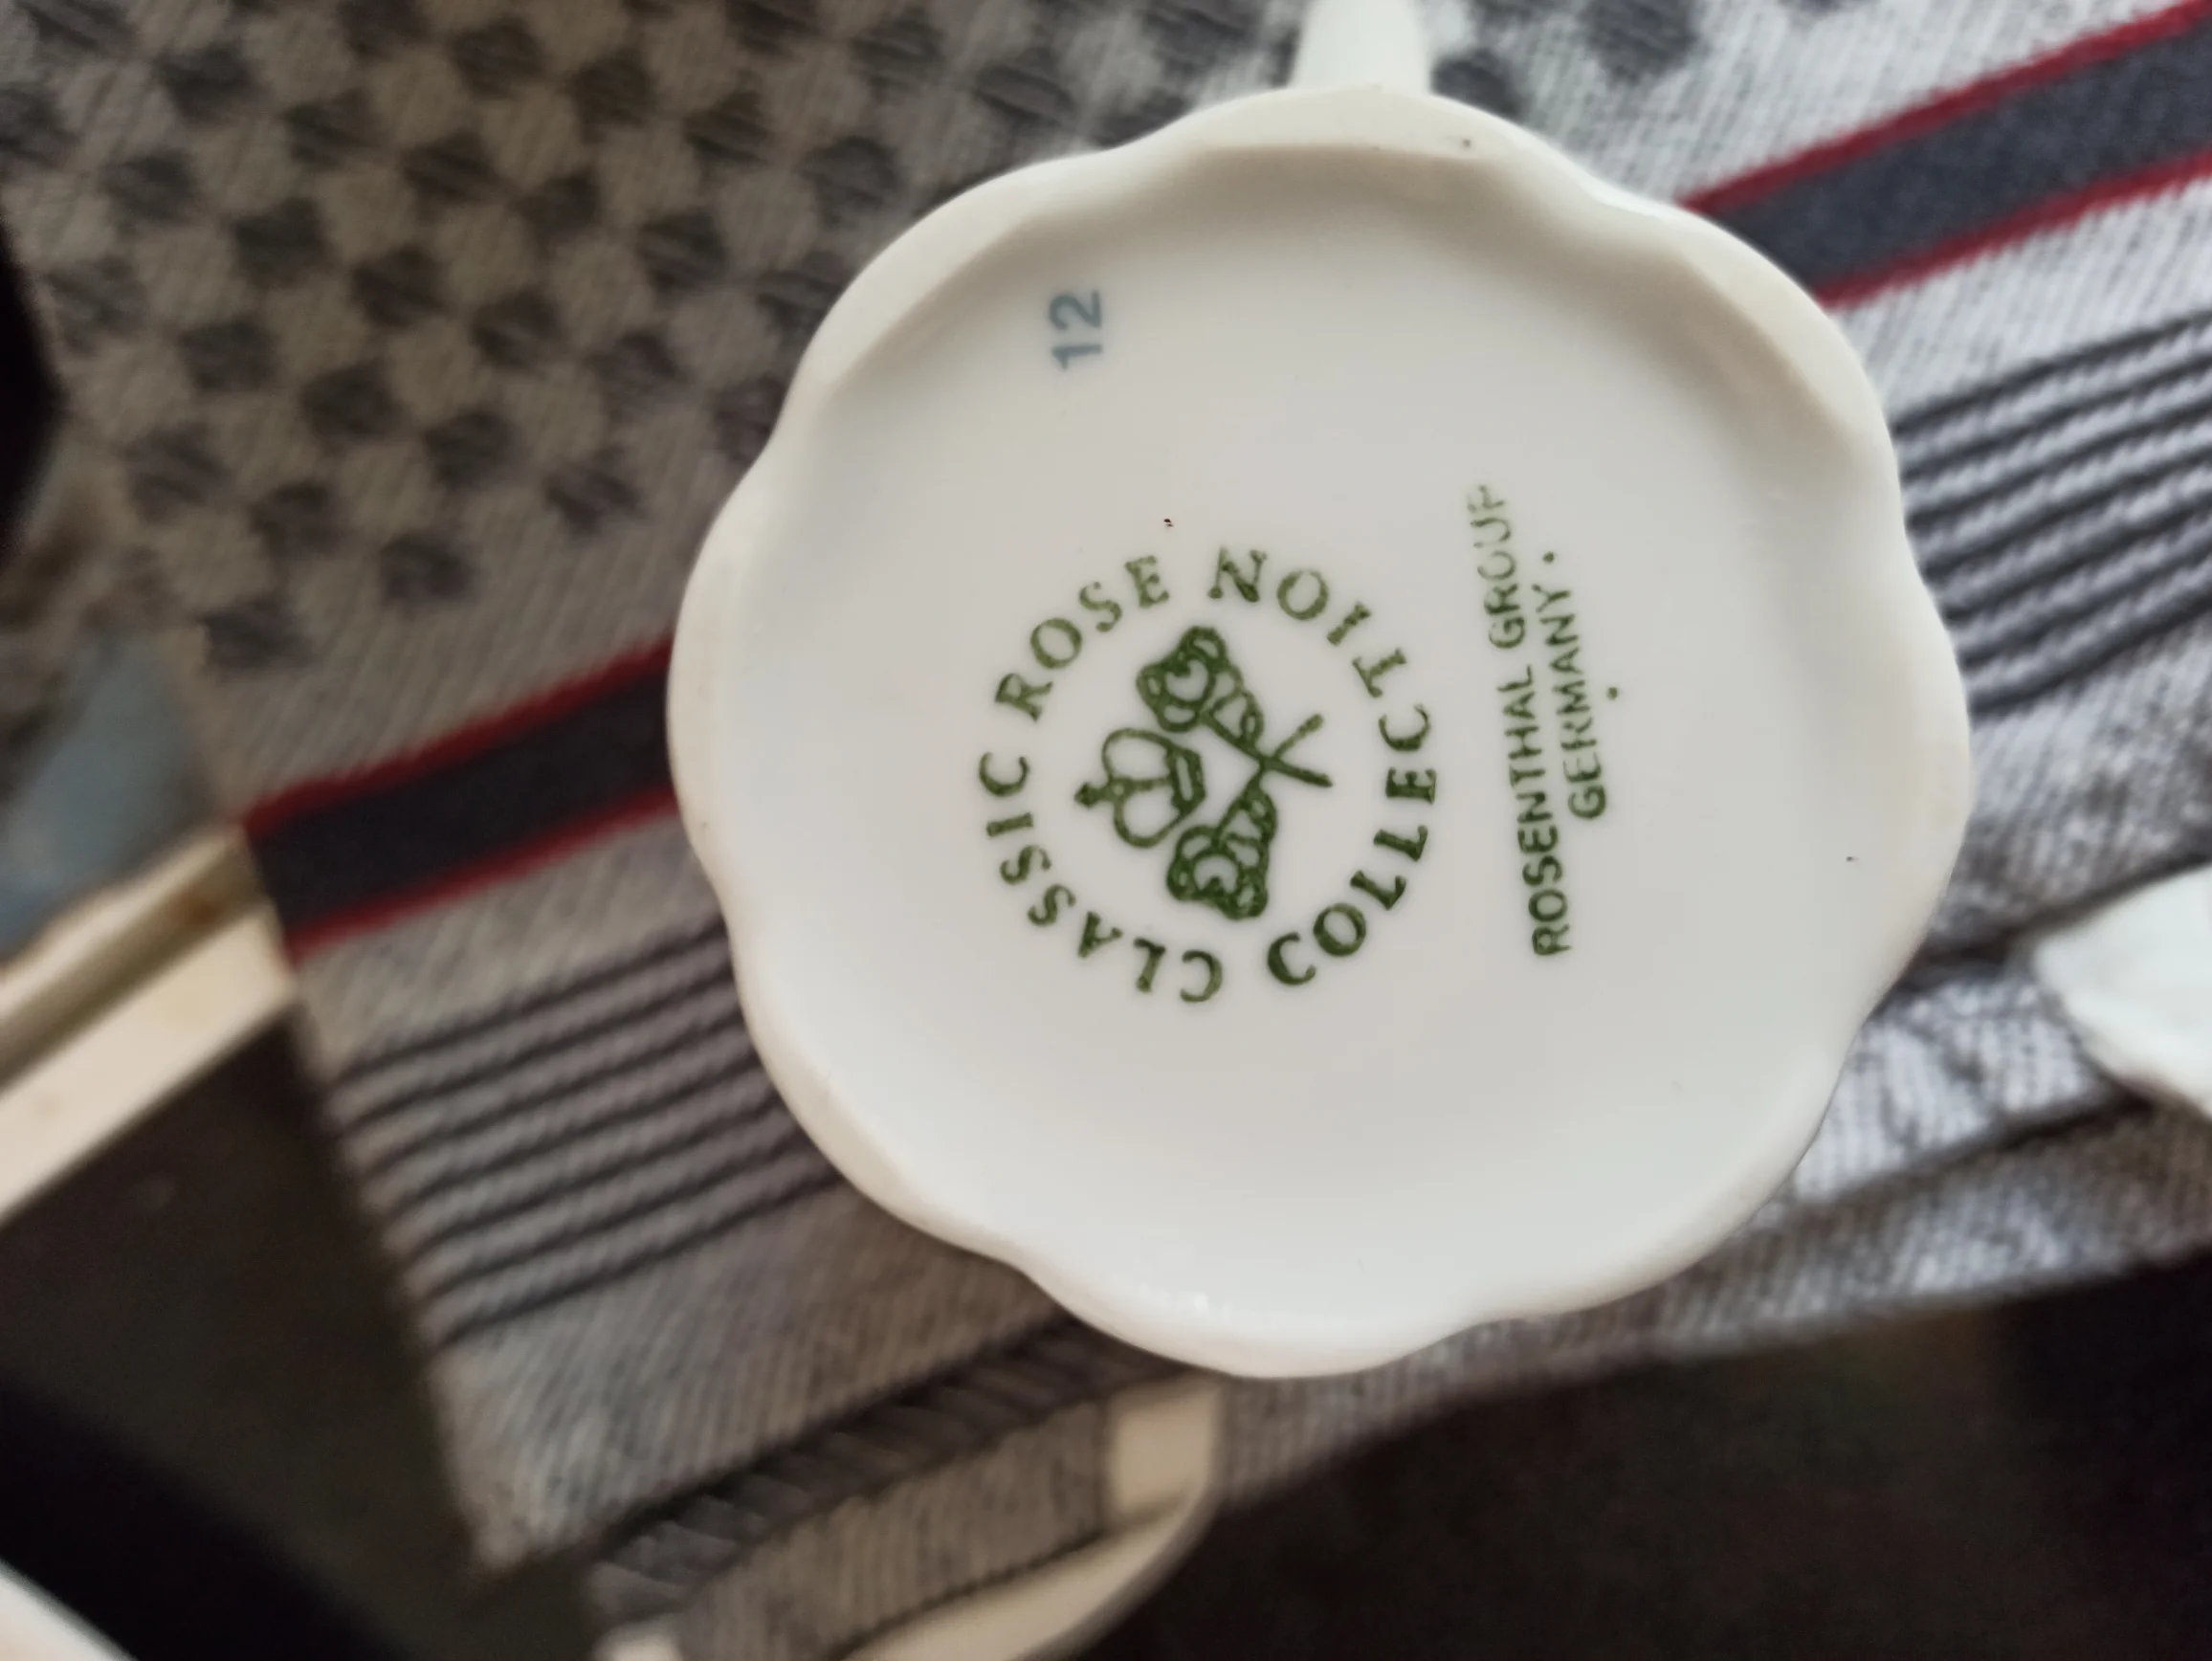 12
CLASSIC ROSE
COLLECTION
ROSENTHAL GROUP
GERMANY.